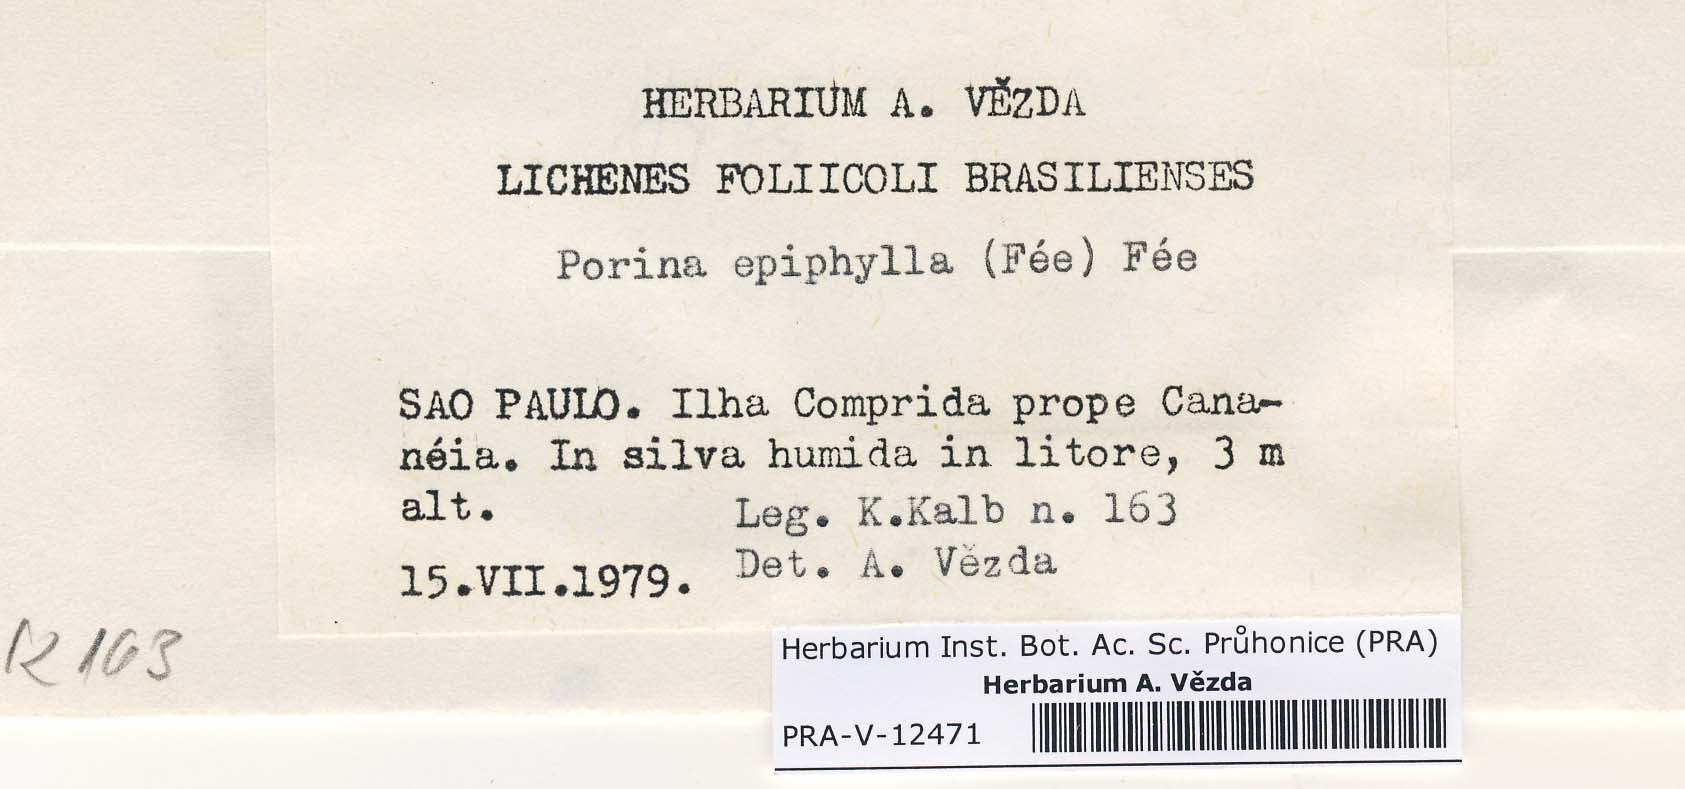 HERBARIUM A. VĚZDA
LICHENES FOLIICOLI BRASILIENSES
Porina epiphylla (Fée) Fée
SAO PAULO. Ilha Comprida prope Cana-
néia. In silva humida in litore, 3 m
alt.
Leg. K.Kalb n. 163
Det. A. Vězda
15.VII.1979.
K 163
Herbarium Inst. Bot. Ac. Sc. Průhonice (PRA)
Herbarium A. Vězda
PRA-V-12471